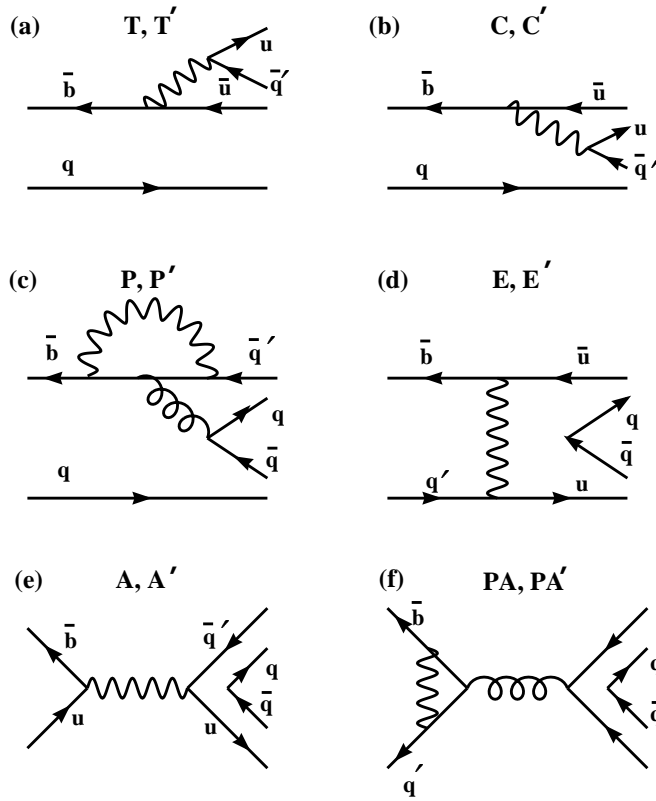 (a) T, T′
b̄ ū u q̄′
q
(b) C, C′
b̄ ū u q̄′
q
(c) P, P′
b̄ q̄′
q
q̄
q
(d) E, E′
b̄ ū
q
q̄
q′ u
(e) A, A′
b̄ q̄′
q
q̄
u u
(f) PA, PA′
b̄
q
q̄
q′